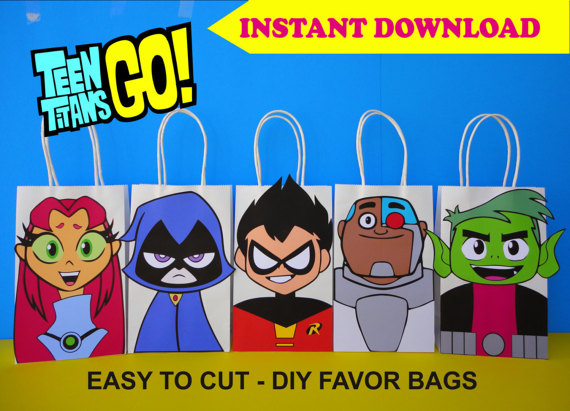 INSTANT DOWNLOAD
TEEN
TITANS
GO!
R
EASY TO CUT - DIY FAVOR BAGS